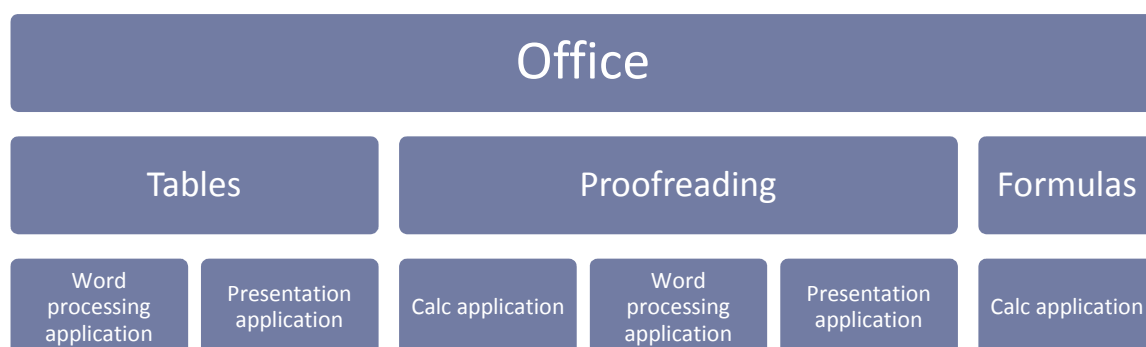 Office
Tables
Proofreading
Formulas
Word
processing
application
Presentation
application
Calc application
Word
processing
application
Presentation
application
Calc application